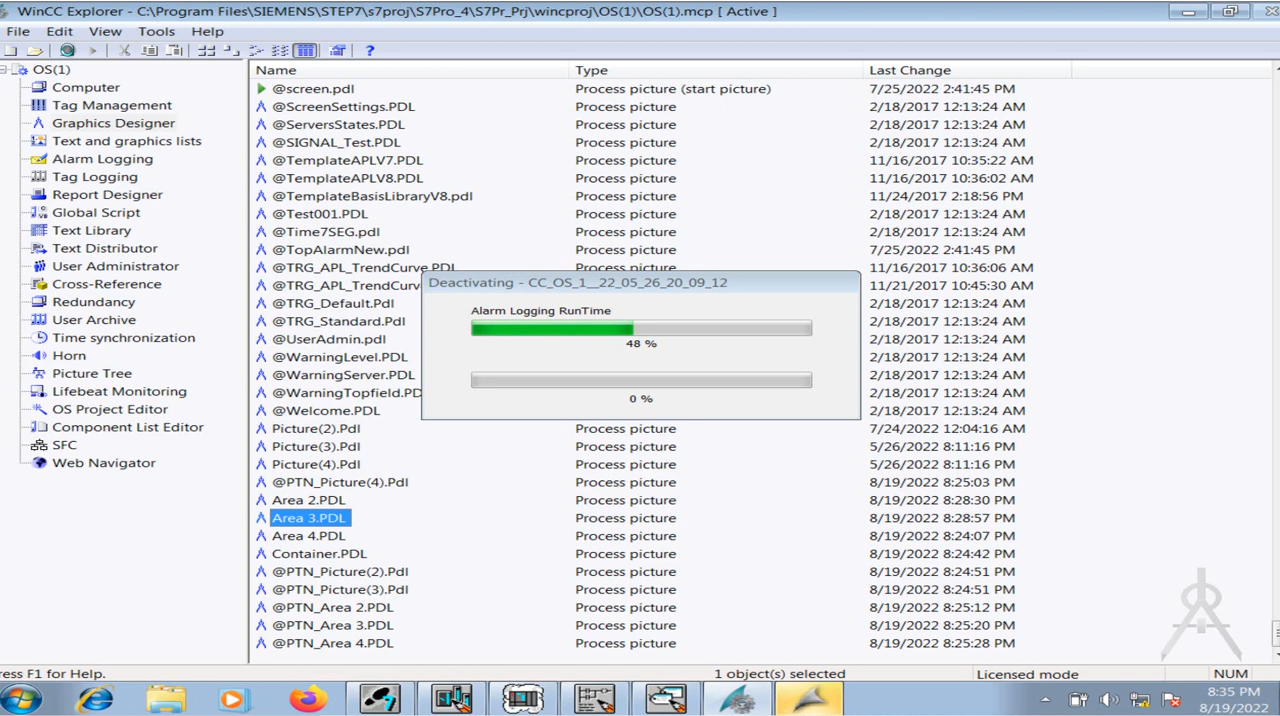 WinCC Explorer - C:\Program Files\SIEMENS\STEP7\s7proj\S7Pro_4\S7Pr_Prj\wincproj\OS(1)\OS(1).mcp [ Active ]
File Edit View Tools Help
OS(1)
Computer
Tag Management
Graphics Designer
Text and graphics lists
Alarm Logging
Tag Logging
Report Designer
Global Script
Text Library
Text Distributor
User Administrator
Cross-Reference
Redundancy
User Archive
Time synchronization
Horn
Picture Tree
Lifebeat Monitoring
OS Project Editor
Component List Editor
SFC
Web Navigator
Name Type Last Change
@screen.pdl Process picture (start picture) 7/25/2022 2:41:45 PM
@ScreenSettings.PDL Process picture 2/18/2017 12:13:24 AM
@ServersStates.PDL Process picture 2/18/2017 12:13:24 AM
@SIGNAL_Test.PDL Process picture 2/18/2017 12:13:24 AM
@TemplateAPLV7.PDL Process picture 11/16/2017 10:35:22 AM
@TemplateAPLV8.PDL Process picture 11/16/2017 10:36:02 AM
@TemplateBasisLibraryV8.pdl Process picture 11/24/2017 2:18:56 PM
@Test001.PDL Process picture 2/18/2017 12:13:24 AM
@Time7SEG.pdl Process picture 2/18/2017 12:13:24 AM
@TopAlarmNew.pdl Process picture 7/25/2022 2:41:45 PM
@TRG_APL_TrendCurve.PDL Process picture 11/16/2017 10:36:06 AM
@TRG_APL_TrendCurv 11/21/2017 10:45:30 AM
@TRG_Default.Pdl 2/18/2017 12:13:24 AM
@TRG_Standard.Pdl 2/18/2017 12:13:24 AM
@UserAdmin.pdl 2/18/2017 12:13:24 AM
@WarningLevel.PDL 2/18/2017 12:13:24 AM
@WarningServer.PDL 2/18/2017 12:13:24 AM
@WarningTopfield.PD 2/18/2017 12:13:24 AM
@Welcome.PDL 2/18/2017 12:13:24 AM
Picture(2).Pdl Process picture 7/24/2022 12:04:16 AM
Picture(3).Pdl Process picture 5/26/2022 8:11:16 PM
Picture(4).Pdl Process picture 5/26/2022 8:11:16 PM
@PTN_Picture(4).Pdl Process picture 8/19/2022 8:25:03 PM
Area 2.PDL Process picture 8/19/2022 8:28:30 PM
Area 3.PDL Process picture 8/19/2022 8:28:57 PM
Area 4.PDL Process picture 8/19/2022 8:24:07 PM
Container.PDL Process picture 8/19/2022 8:24:42 PM
@PTN_Picture(2).Pdl Process picture 8/19/2022 8:24:51 PM
@PTN_Picture(3).Pdl Process picture 8/19/2022 8:24:51 PM
@PTN_Area 2.PDL Process picture 8/19/2022 8:25:12 PM
@PTN_Area 3.PDL Process picture 8/19/2022 8:25:20 PM
@PTN_Area 4.PDL Process picture 8/19/2022 8:25:28 PM
Deactivating - CC_OS_1__22_05_26_20_09_12
Alarm Logging RunTime
48 %
0 %
ress F1 for Help. 1 object(s) selected Licensed mode NUM
8:35 PM
8/19/2022